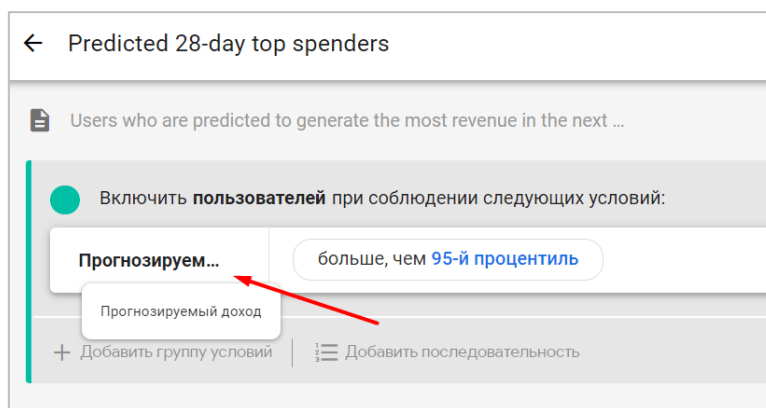 Predicted 28-day top spenders
Users who are predicted to generate the most revenue in the next ...
Включить пользователей при соблюдении следующих условий:
Прогнозируем... больше, чем 95-й процентиль
Прогнозируемый доход
Добавить группу условий Добавить последовательность